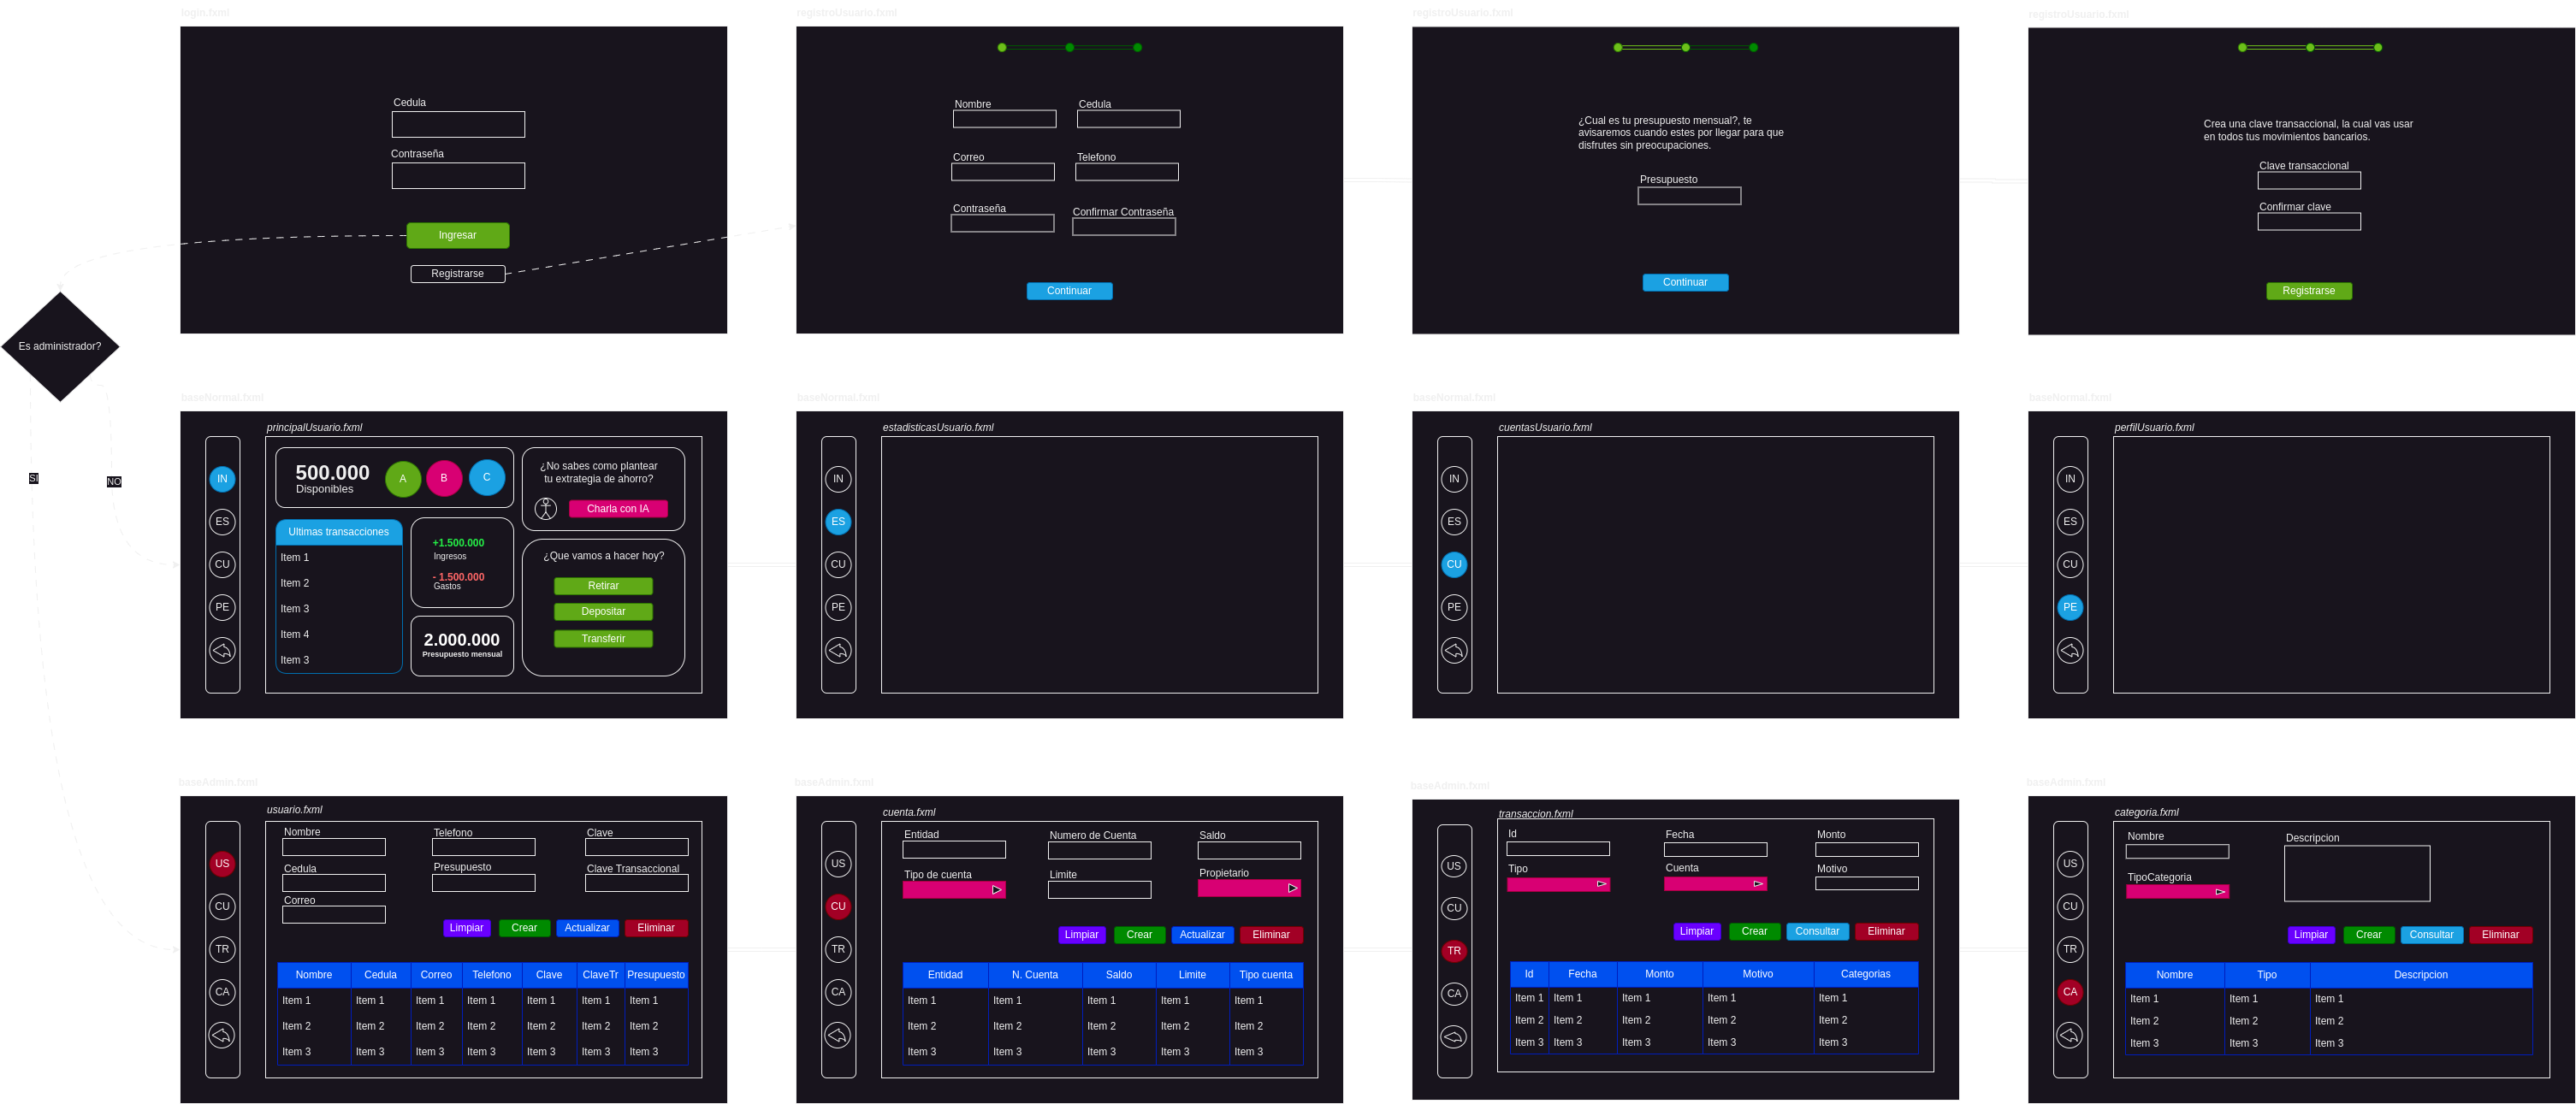 login.fxml
Cedula
Contraseña
Ingresar
Registrarse
registroUsuario.fxml
Nombre
Cedula
Correo
Telefono
Contraseña
Confirmar Contraseña
Continuar
registroUsuario.fxml
¿Cual es tu presupuesto mensual?, te
avisaremos cuando estes por llegar para que
disfrutes sin preocupaciones.
Presupuesto
Continuar
registroUsuario.fxml
Crea una clave transaccional, la cual vas usar
en todos tus movimientos bancarios.
Clave transaccional
Confirmar clave
Registrarse
Es administrador?
SI
NO
baseNormal.fxml
principalUsuario.fxml
IN
ES
CU
PE
500.000
Disponibles
A
B
C
Ultimas transacciones
Item 1
Item 2
Item 3
Item 4
Item 3
+1.500.000
Ingresos
- 1.500.000
Gastos
2.000.000
Presupuesto mensual
¿No sabes como plantear
tu extrategia de ahorro?
Charla con IA
¿Que vamos a hacer hoy?
Retirar
Depositar
Transferir
baseNormal.fxml
estadisticasUsuario.fxml
IN
ES
CU
PE
baseNormal.fxml
cuentasUsuario.fxml
IN
ES
CU
PE
baseNormal.fxml
perfilUsuario.fxml
IN
ES
CU
PE
baseAdmin.fxml
usuario.fxml
US
CU
TR
CA
Nombre
Telefono
Clave
Cedula
Presupuesto
Clave Transaccional
Correo
Limpiar
Crear
Actualizar
Eliminar
Nombre Cedula Correo Telefono Clave ClaveTr Presupuesto
Item 1 Item 1 Item 1 Item 1 Item 1 Item 1 Item 1
Item 2 Item 2 Item 2 Item 2 Item 2 Item 2 Item 2
Item 3 Item 3 Item 3 Item 3 Item 3 Item 3 Item 3
baseAdmin.fxml
cuenta.fxml
US
CU
TR
CA
Entidad
Numero de Cuenta
Saldo
Tipo de cuenta
Limite
Propietario
Limpiar
Crear
Actualizar
Eliminar
Entidad N. Cuenta Saldo Limite Tipo cuenta
Item 1 Item 1 Item 1 Item 1 Item 1
Item 2 Item 2 Item 2 Item 2 Item 2
Item 3 Item 3 Item 3 Item 3 Item 3
baseAdmin.fxml
transaccion.fxml
US
CU
TR
CA
Id
Fecha
Monto
Tipo
Cuenta
Motivo
Limpiar
Crear
Consultar
Eliminar
Id Fecha Monto Motivo Categorias
Item 1 Item 1 Item 1 Item 1 Item 1
Item 2 Item 2 Item 2 Item 2 Item 2
Item 3 Item 3 Item 3 Item 3 Item 3
baseAdmin.fxml
categoria.fxml
US
CU
TR
CA
Nombre
Descripcion
TipoCategoria
Limpiar
Crear
Consultar
Eliminar
Nombre Tipo Descripcion
Item 1 Item 1 Item 1
Item 2 Item 2 Item 2
Item 3 Item 3 Item 3